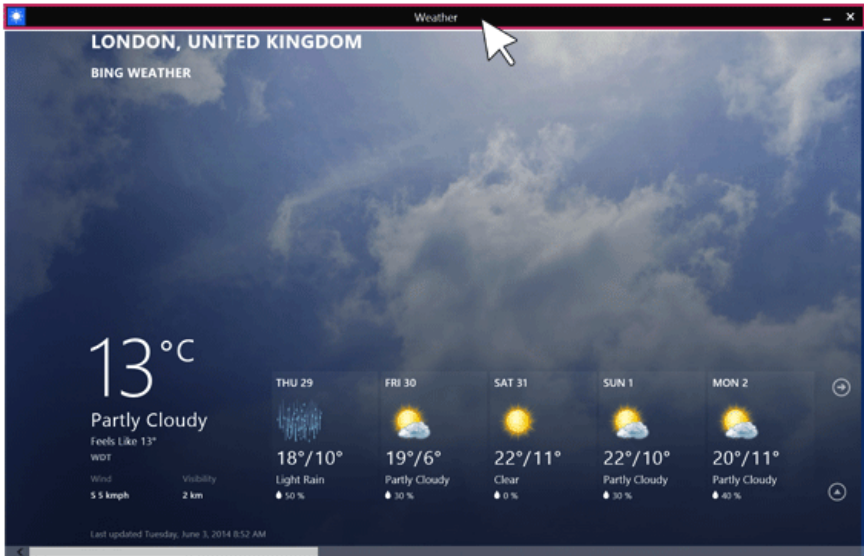 Weather
LONDON, UNITED KINGDOM
BING WEATHER
13°C
Partly Cloudy
Feels Like 13°
WDT
Wind Visibility
S 5 kmph 2 km
THU 29 FRI 30 SAT 31 SUN 1 MON 2
18°/10° 19°/6° 22°/11° 22°/10° 20°/11°
Light Rain Partly Cloudy Clear Partly Cloudy Partly Cloudy
50 % 30 % 0 % 30 % 40 %
Last updated Tuesday, June 3, 2014 8:52 AM